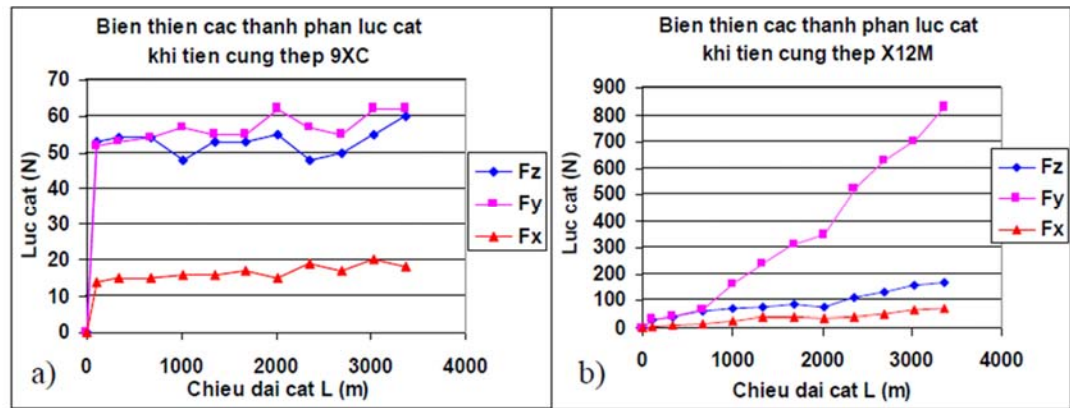 Bien thien cac thanh phan luc cat
khi tien cung thep 9XC
70
60
50
40
30
20
10
0
Luc cat (N)
0 1000 2000 3000 4000
Chieu dai cat L (m)
Fz
Fy
Fx
a)
Bien thien cac thanh phan luc cat
khi tien cung thep X12M
900
800
700
600
500
400
300
200
100
0
Luc cat (N)
0 1000 2000 3000 4000
Chieu dai cat L (m)
Fz
Fy
Fx
b)